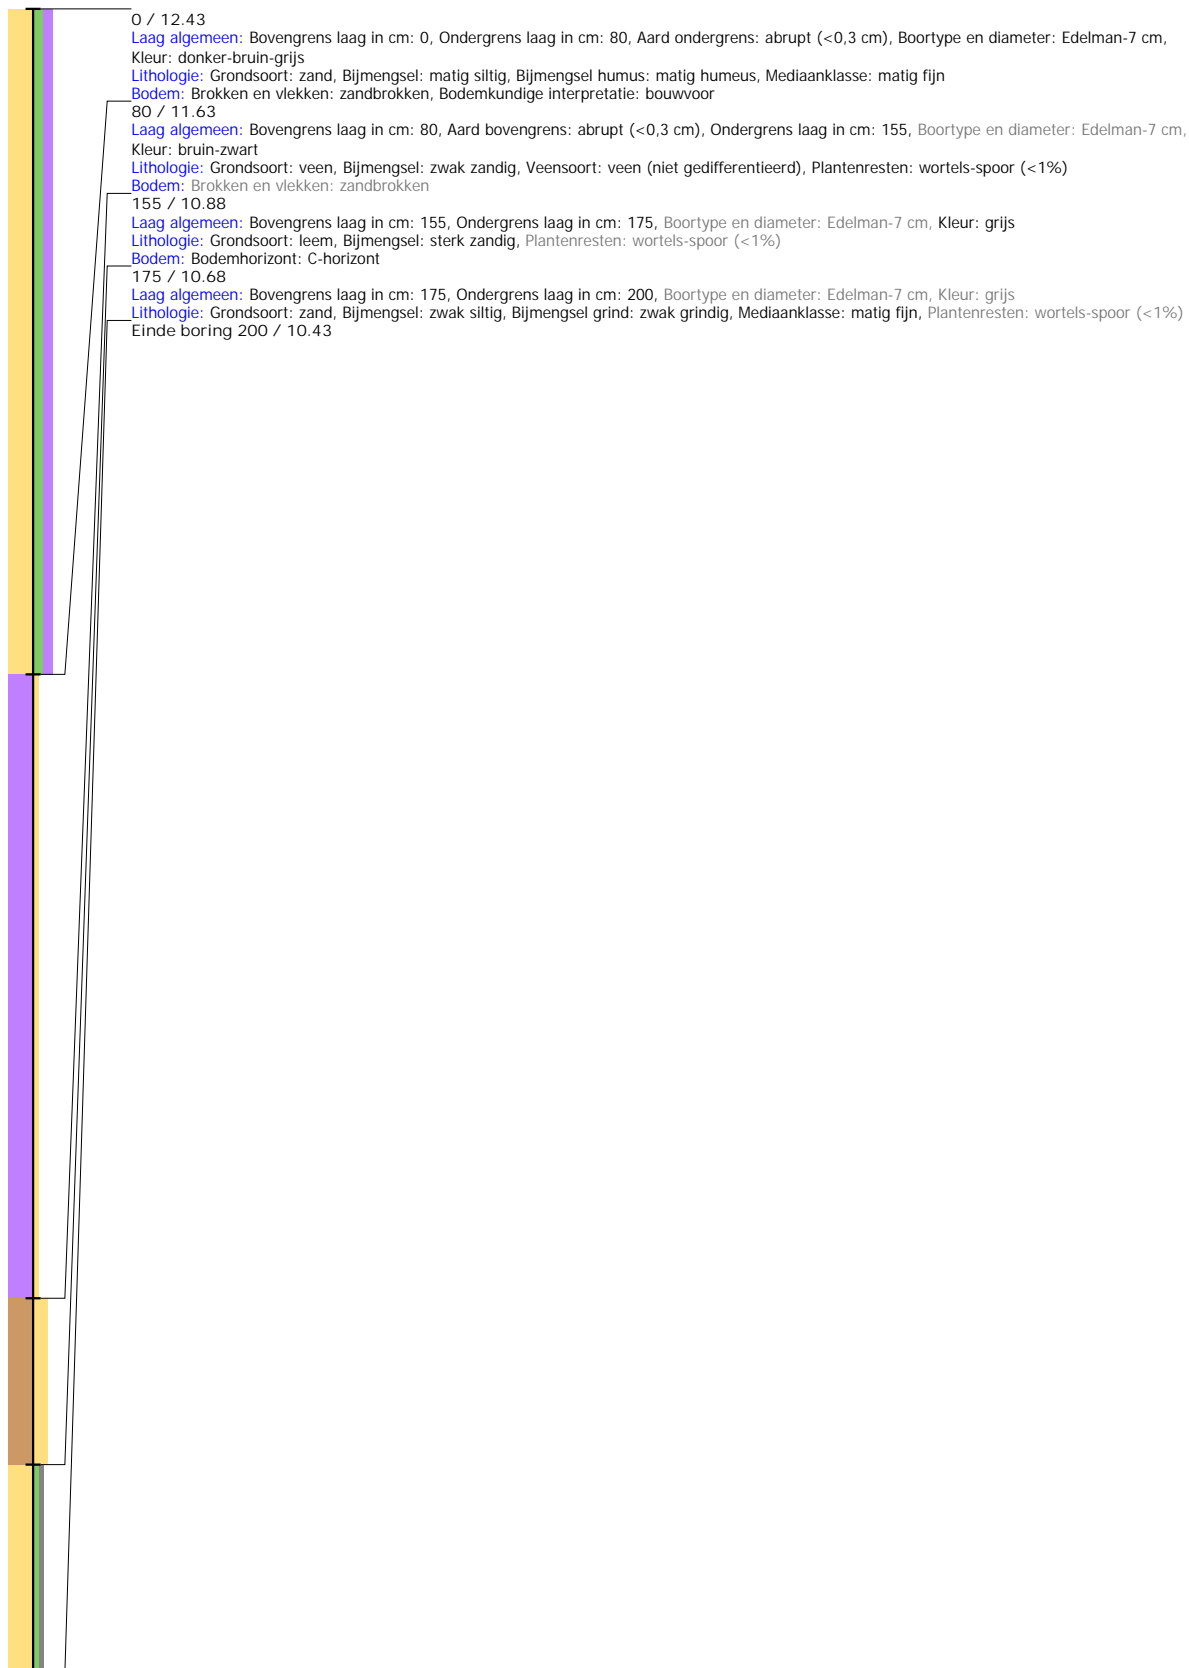 0 / 12.43
Laag algemeen: Bovengrens laag in cm: 0, Ondergrens laag in cm: 80, Aard ondergrens: abrupt (<0,3 cm), Boortype en diameter: Edelman-7 cm,
Kleur: donker-bruin-grijs
Lithologie: Grondsoort: zand, Bijmengsel: matig siltig, Bijmengsel humus: matig humeus, Mediaanklasse: matig fijn
Bodem: Brokken en vlekken: zandbrokken, Bodemkundige interpretatie: bouwvoor
80 / 11.63
Laag algemeen: Bovengrens laag in cm: 80, Aard bovengrens: abrupt (<0,3 cm), Ondergrens laag in cm: 155, Boortype en diameter: Edelman-7 cm,
Kleur: bruin-zwart
Lithologie: Grondsoort: veen, Bijmengsel: zwak zandig, Veensoort: veen (niet gedifferentieerd), Plantenresten: wortels-spoor (<1%)
Bodem: Brokken en vlekken: zandbrokken
155 / 10.88
Laag algemeen: Bovengrens laag in cm: 155, Ondergrens laag in cm: 175, Boortype en diameter: Edelman-7 cm, Kleur: grijs
Lithologie: Grondsoort: leem, Bijmengsel: sterk zandig, Plantenresten: wortels-spoor (<1%)
Bodem: Bodemhorizont: C-horizont
175 / 10.68
Laag algemeen: Bovengrens laag in cm: 175, Ondergrens laag in cm: 200, Boortype en diameter: Edelman-7 cm, Kleur: grijs
Lithologie: Grondsoort: zand, Bijmengsel: zwak siltig, Bijmengsel grind: zwak grindig, Mediaanklasse: matig fijn, Plantenresten: wortels-spoor (<1%)
Einde boring 200 / 10.43